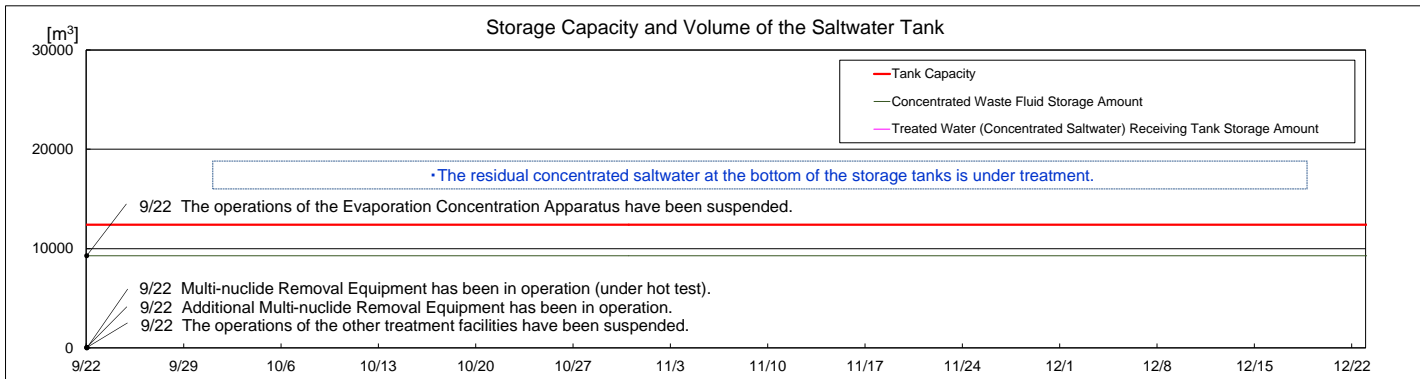 Storage Capacity and Volume of the Saltwater Tank
[m³]
30000
Tank Capacity
Concentrated Waste Fluid Storage Amount
Treated Water (Concentrated Saltwater) Receiving Tank Storage Amount
20000
・The residual concentrated saltwater at the bottom of the storage tanks is under treatment.
9/22 The operations of the Evaporation Concentration Apparatus have been suspended.
10000
9/22 Multi-nuclide Removal Equipment has been in operation (under hot test).
9/22 Additional Multi-nuclide Removal Equipment has been in operation.
9/22 The operations of the other treatment facilities have been suspended.
0
9/22 9/29 10/6 10/13 10/20 10/27 11/3 11/10 11/17 11/24 12/1 12/8 12/15 12/22